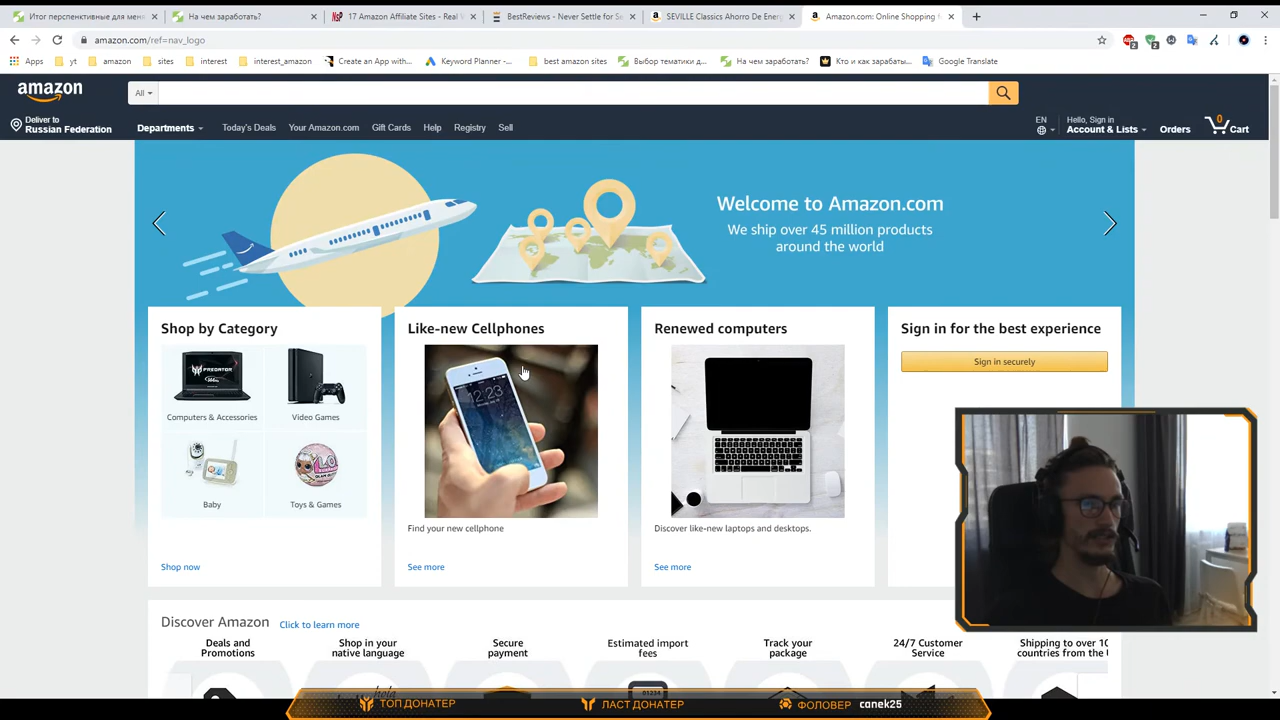 Итог перспективные для меня
На чем заработать?
17 Amazon Affiliate Sites - Real W
BestReviews - Never Settle for Se
SEVILLE Classics Ahorro De Energ
Amazon.com: Online Shopping
amazon.com/ref=nav_logo
Apps
yt
amazon
sites
interest
interest_amazon
Create an App with...
Keyword Planner -...
best amazon sites
Выбор тематики д...
На чем заработать?
Кто и как зарабаты...
Google Translate
amazon
All
Deliver to
Russian Federation
Departments
Today's Deals
Your Amazon.com
Gift Cards
Help
Registry
Sell
EN
Hello, Sign in
Account & Lists
Orders
0
Cart
Welcome to Amazon.com
We ship over 45 million products
around the world
Shop by Category
PREDATOR
Computers & Accessories
Video Games
Baby
Toys & Games
Shop now
Like-new Cellphones
12:23
Find your new cellphone
See more
Renewed computers
Discover like-new laptops and desktops.
See more
Sign in for the best experience
Sign in securely
Discover Amazon
Click to learn more
Deals and
Promotions
Shop in your
native language
Secure
payment
Estimated import
fees
Track your
package
24/7 Customer
Service
Shipping to over 10
countries from the U
ТОП ДОНАТЕР
ЛАСТ ДОНАТЕР
ФОЛОВЕР
canek25